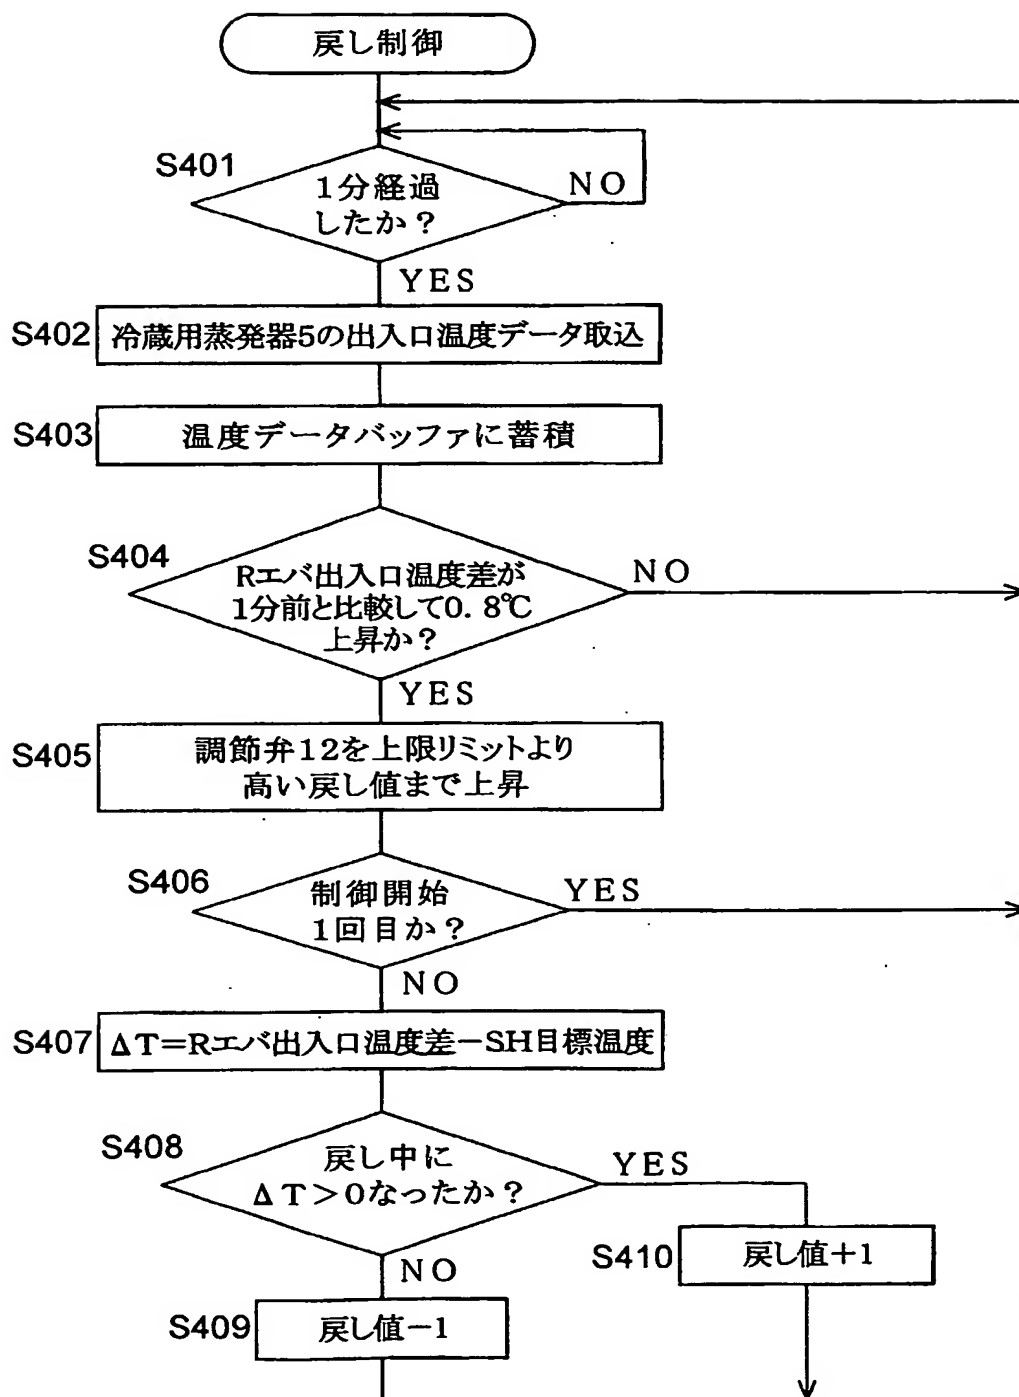 戻し制御
S401
1分経過
したか?
NO
YES
S402
冷蔵用蒸発器5の出入口温度データ取込
S403
温度データバッファに蓄積
S404
Rエバ出入口温度差が
1分前と比較して0.8℃
上昇か?
NO
YES
S405
調節弁12を上限リミットより
高い戻し値まで上昇
S406
制御開始
1回目か?
YES
NO
S407
ΔT=Rエバ出入口温度差-SH目標温度
S408
戻し中に
ΔT>0なったか?
YES
NO
S410
戻し値+1
S409
戻し値-1